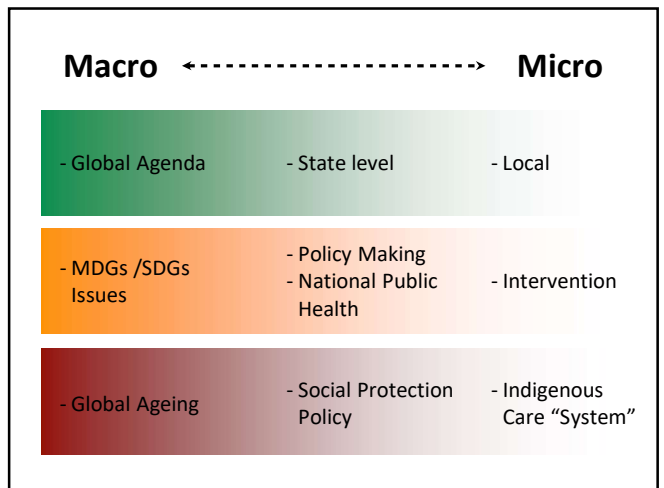 Macro Micro
- Global Agenda - State level - Local
- MDGs /SDGs Issues
- Policy Making
- National Public Health
- Intervention
- Global Ageing
- Social Protection Policy
- Indigenous Care “System”